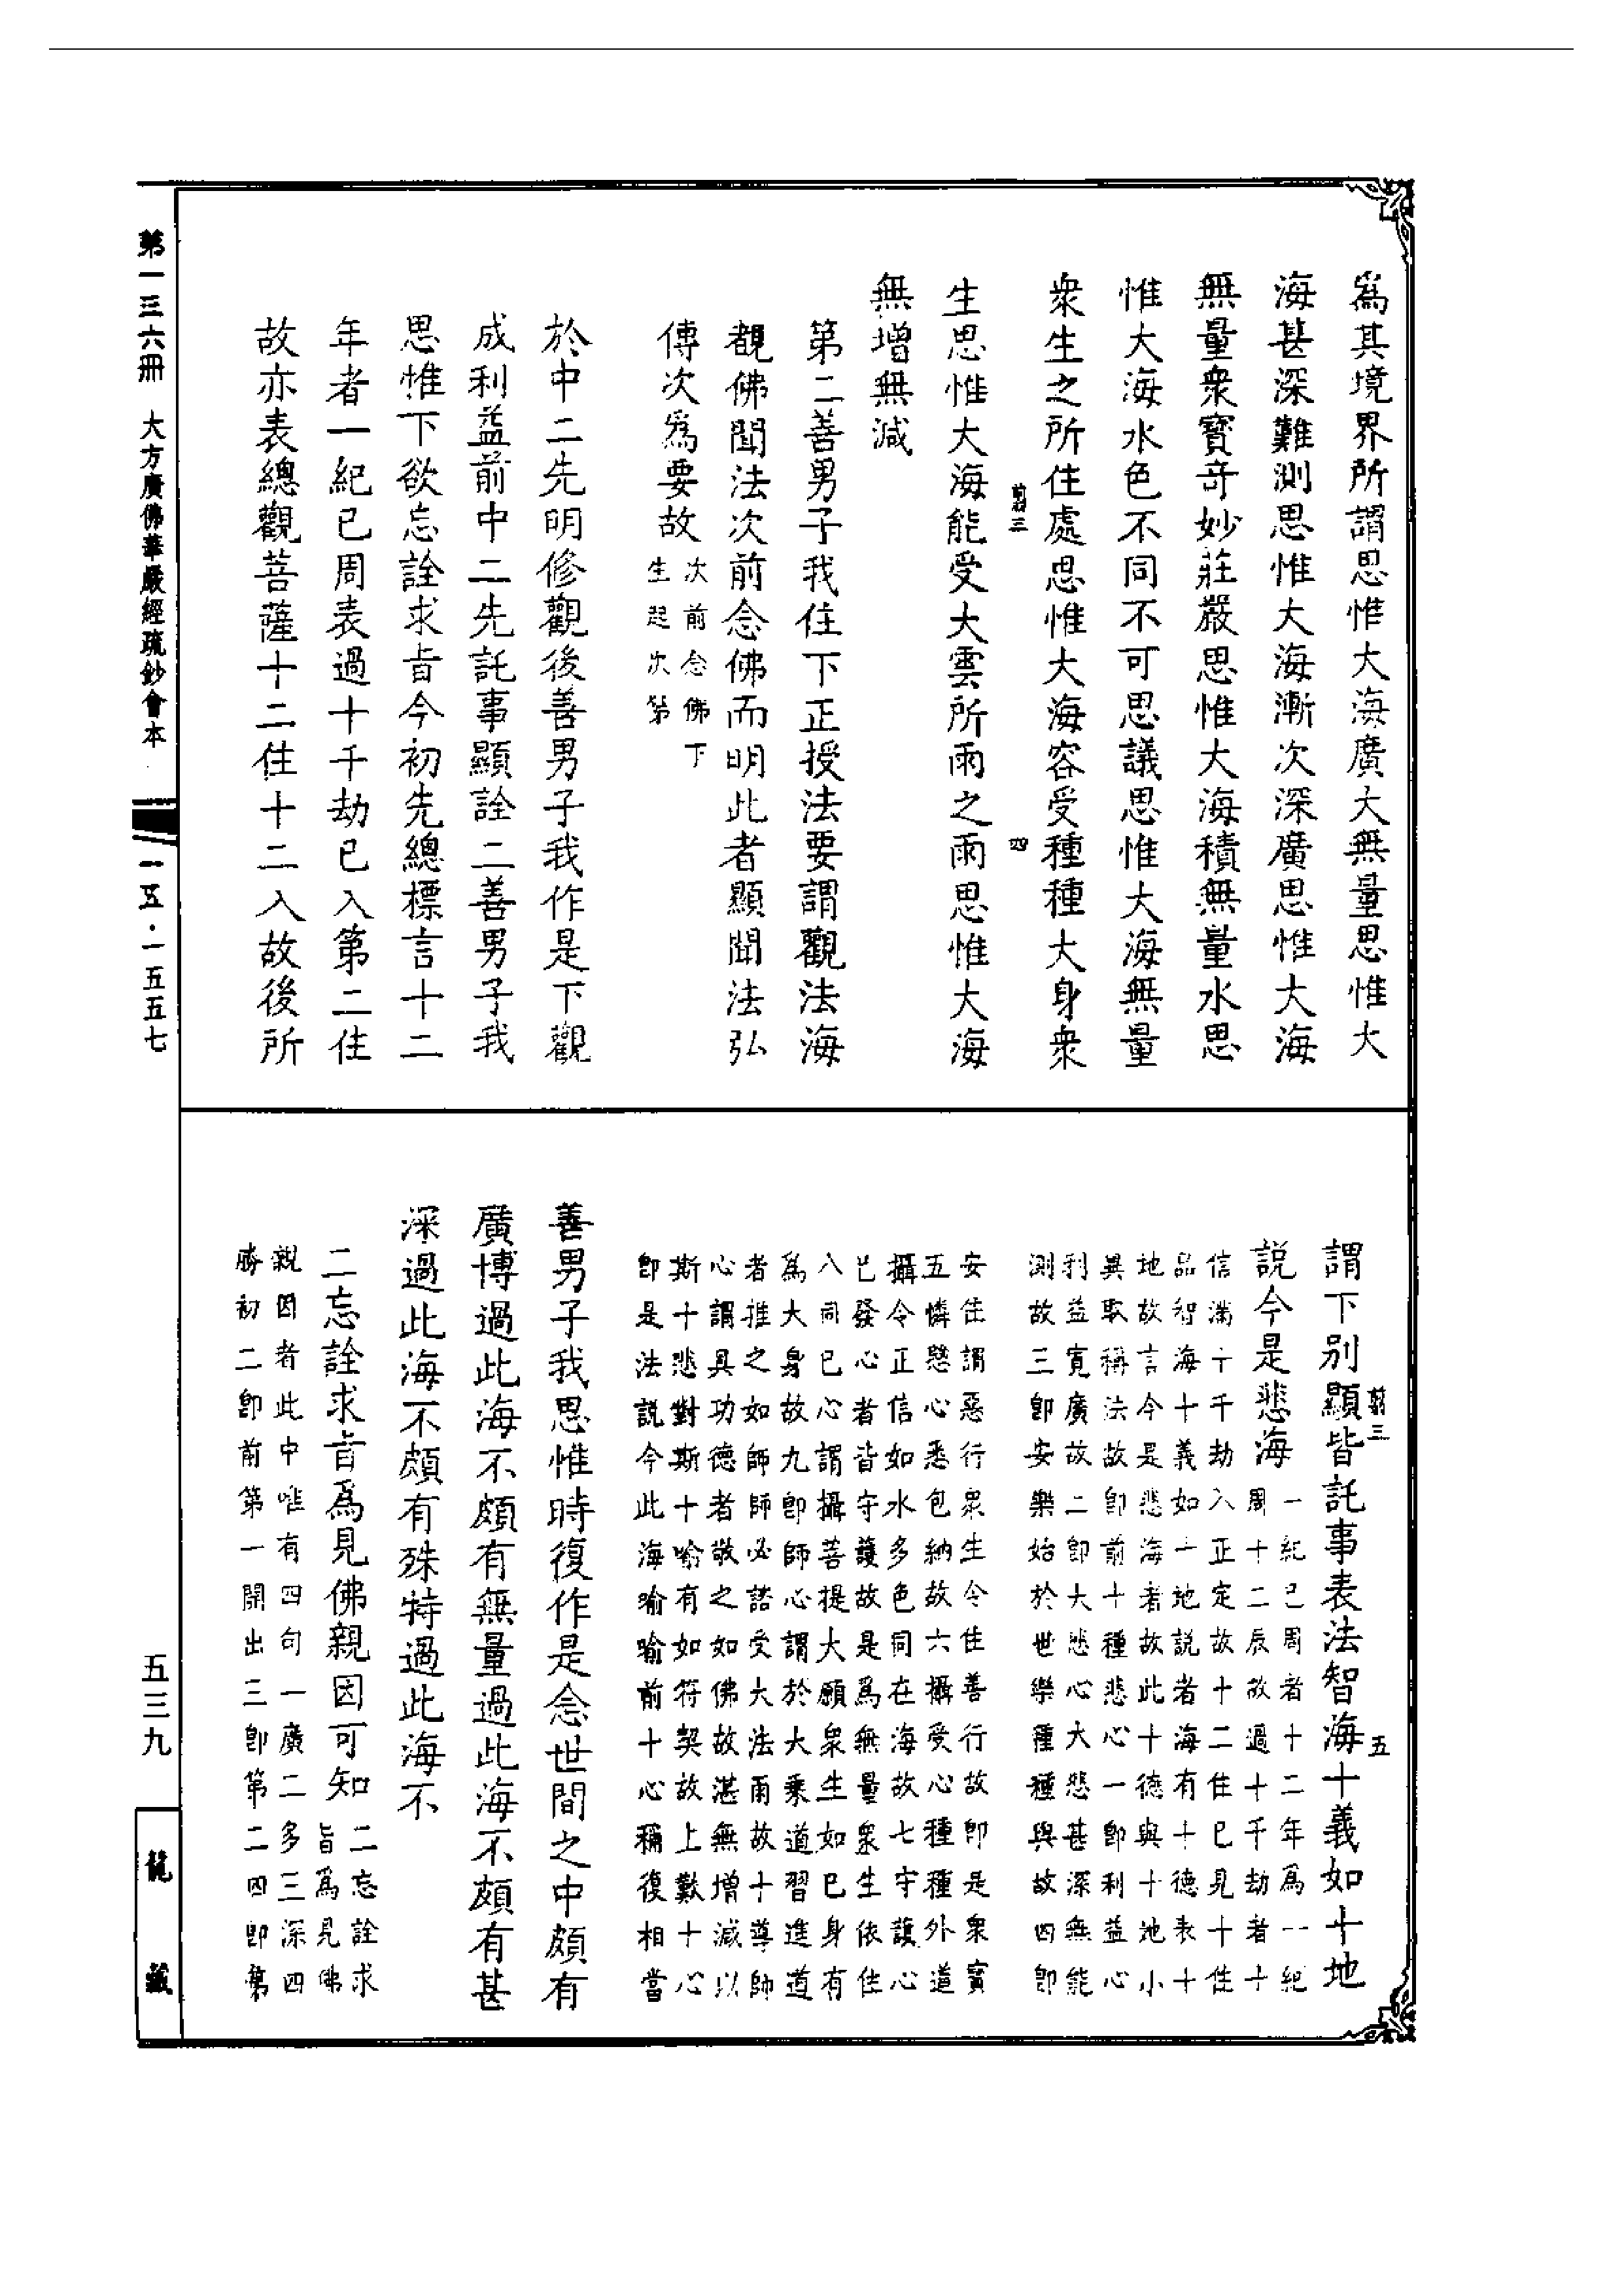 為其境界所謂思惟大海廣大無量思惟大
海甚深難測思惟大海漸次深廣思惟大海
無量衆寶竒妙莊嚴思惟大海積無量水思
惟大海水色不同不可思議思惟大海無量
衆生之所住處思惟大海容受種種大身衆
翦三 四
生思惟大海能受大雲所雨之雨思惟大海
無增無減
第二善男子我住下正授法要謂觀法海
覩佛聞法次前念佛而明此者顯聞法弘
傳次為要故
次前念佛下
生起次第
於中二先明修觀後善男子我作是下觀
成利益前中二先託事顯詮二善男子我
思惟下欲忘詮求旨今初先總標言十二
年者一紀已周表過十千劫已入第二住
故亦表總觀菩薩十二住十二入故後所
翦三 五
謂下別顯皆託事表法智海十義如十地
説今是悲海
一紀已周者十二年為一紀
周十二辰故過十千劫者十
信滿十千劫入正定故十二住已見十住
品智海十義如十地説者海有十德表十
地故言今是悲海者故此十德與十地小
異取稱法故即前十種悲心一即利益心
利益寬廣故二即大悲心大悲甚深無能
測故三即安樂始於世樂種種與故四即
安住謂惡行衆生令住善行故即是衆寶
五憐愍心悉包納故六攝受心種種外道
攝令正信如水多色同在海故七守護心
已發心者皆守護故是為無量衆生依住
八同已心謂攝菩提大願衆生如已身有
為大身故九即師心謂於大乘道習進道
者推之如師師必諮受大法雨故十導師
心謂具功德者敬之如佛故湛無增減以
斯十悲對斯十喻有如符契故上歎十心
即是法説今此海喻喻前十心稱復相當
善男子我思惟時復作是念世間之中頗有
廣博過此海不頗有無量過此海不頗有甚
深過此海不頗有殊特過此海不
二忘詮求旨為見佛親因可知
二忘詮求
旨為見佛
親因者此中唯有四句一廣二多三深四
勝初二即前第一開出三即第二四即第
第一三六冊 大方廣佛華嚴經疏鈔會本
一五·一五五七
五三九
龍藏